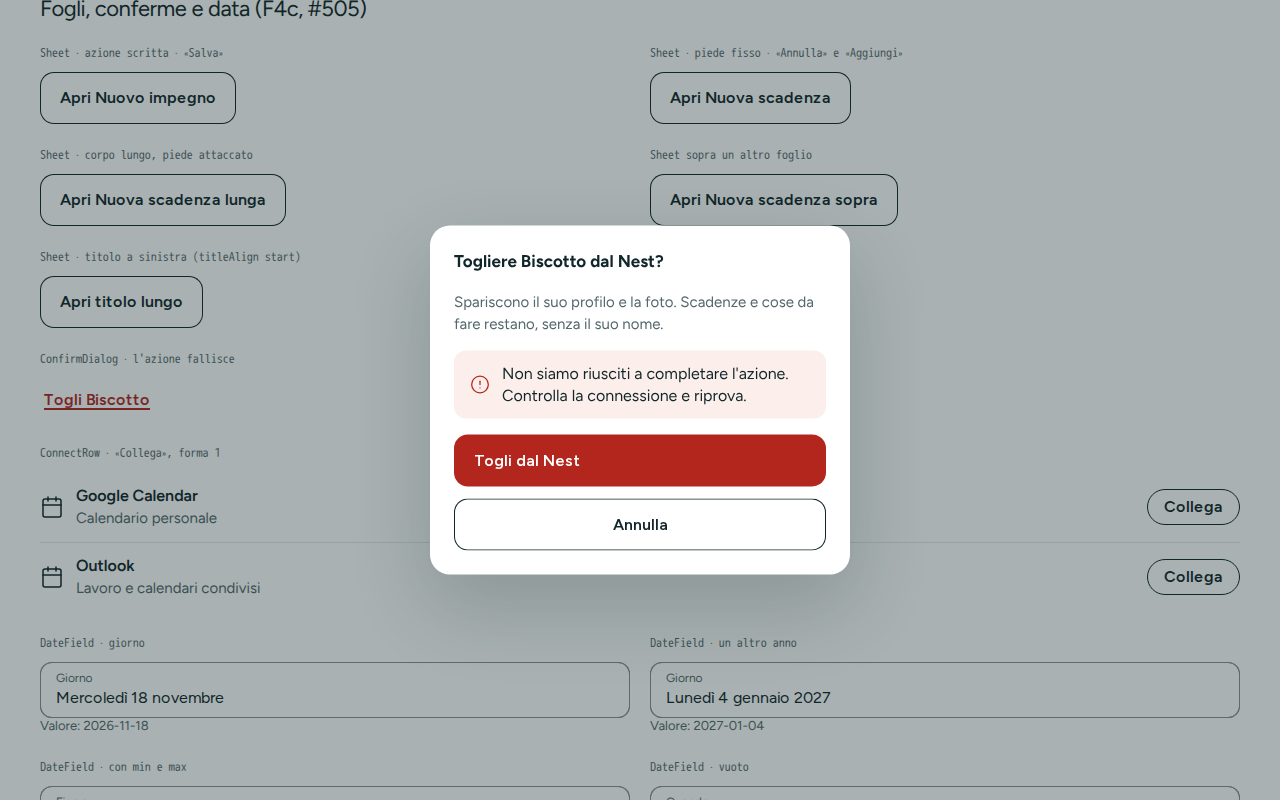 Fogli, conferme e data (F4c, #505)
Sheet · azione scritta · «Salva»
Sheet · piede fisso · «Annulla» e «Aggiungi»
Apri Nuovo impegno
Apri Nuova scadenza
Sheet · corpo lungo, piede attaccato
Sheet sopra un altro foglio
Apri Nuova scadenza lunga
Apri Nuova scadenza sopra
Sheet · titolo a sinistra (titleAlign start)
Apri titolo lungo
ConfirmDialog · l'azione fallisce
Togli Biscotto
Togliere Biscotto dal Nest?
Spariscono il suo profilo e la foto. Scadenze e cose da
fare restano, senza il suo nome.
Non siamo riusciti a completare l'azione.
Controlla la connessione e riprova.
Togli dal Nest
Annulla
ConnectRow · «Collega», forma 1
Google Calendar
Calendario personale
Collega
Outlook
Lavoro e calendari condivisi
Collega
DateField · giorno
DateField · un altro anno
Giorno
Mercoledì 18 novembre
Giorno
Lunedì 4 gennaio 2027
Valore: 2026-11-18
Valore: 2027-01-04
DateField · con min e max
DateField · vuoto